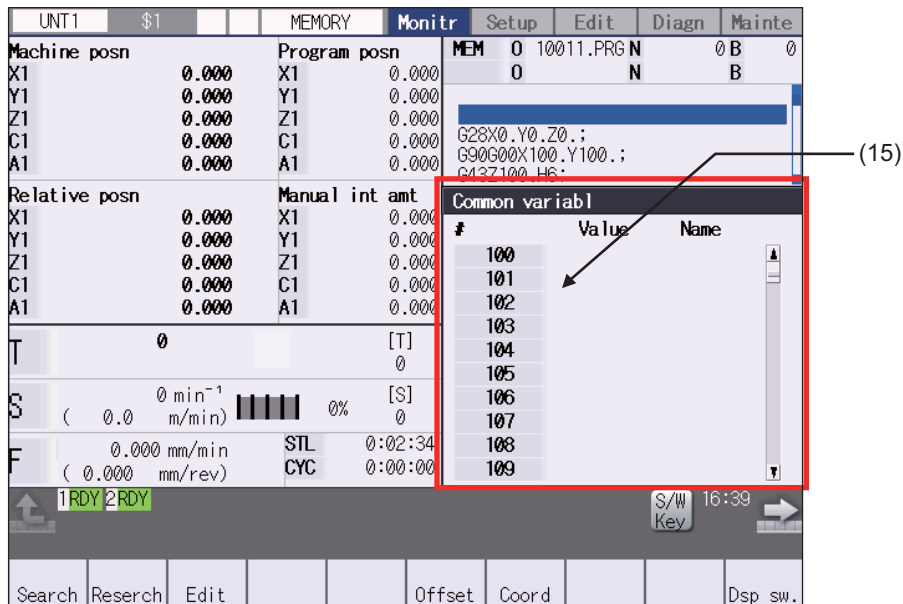 UNT1 $1 MEMORY Monitr Setup Edit Diagn Mainte
Machine posn
X1 0.000
Y1 0.000
Z1 0.000
C1 0.000
A1 0.000
Program posn
X1 0.000
Y1 0.000
Z1 0.000
C1 0.000
A1 0.000
MEM O 10011.PRG N 0 B 0
O N B
G28X0.Y0.Z0.;
G90G00X100.Y100.;
G43Z100.H6;
(15)
Relative posn
X1 0.000
Y1 0.000
Z1 0.000
C1 0.000
A1 0.000
Manual int amt
X1 0.000
Y1 0.000
Z1 0.000
C1 0.000
A1 0.000
Common variabl
# Value Name
100
101
102
103
104
105
106
107
108
109
T 0 [T]
0
S 0 min⁻¹ [S]
( 0.0 m/min) 0% 0
F 0.000 mm/min STL 0:02:34
( 0.000 mm/rev) CYC 0:00:00
1 RDY 2 RDY S/W Key 16:39
Search Reserch Edit Offset Coord Dsp sw.